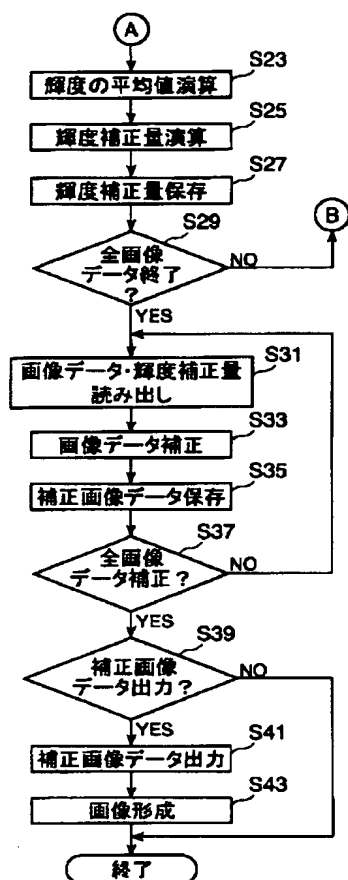 A
S23
輝度の平均値演算
S25
輝度補正量演算
S27
輝度補正量保存
S29
全画像
データ終了
?
NO
B
YES
S31
画像データ・輝度補正量
読み出し
S33
画像データ補正
S35
補正画像データ保存
S37
全画像
データ補正?
NO
YES
S39
補正画像
データ出力?
NO
YES
S41
補正画像データ出力
S43
画像形成
終了